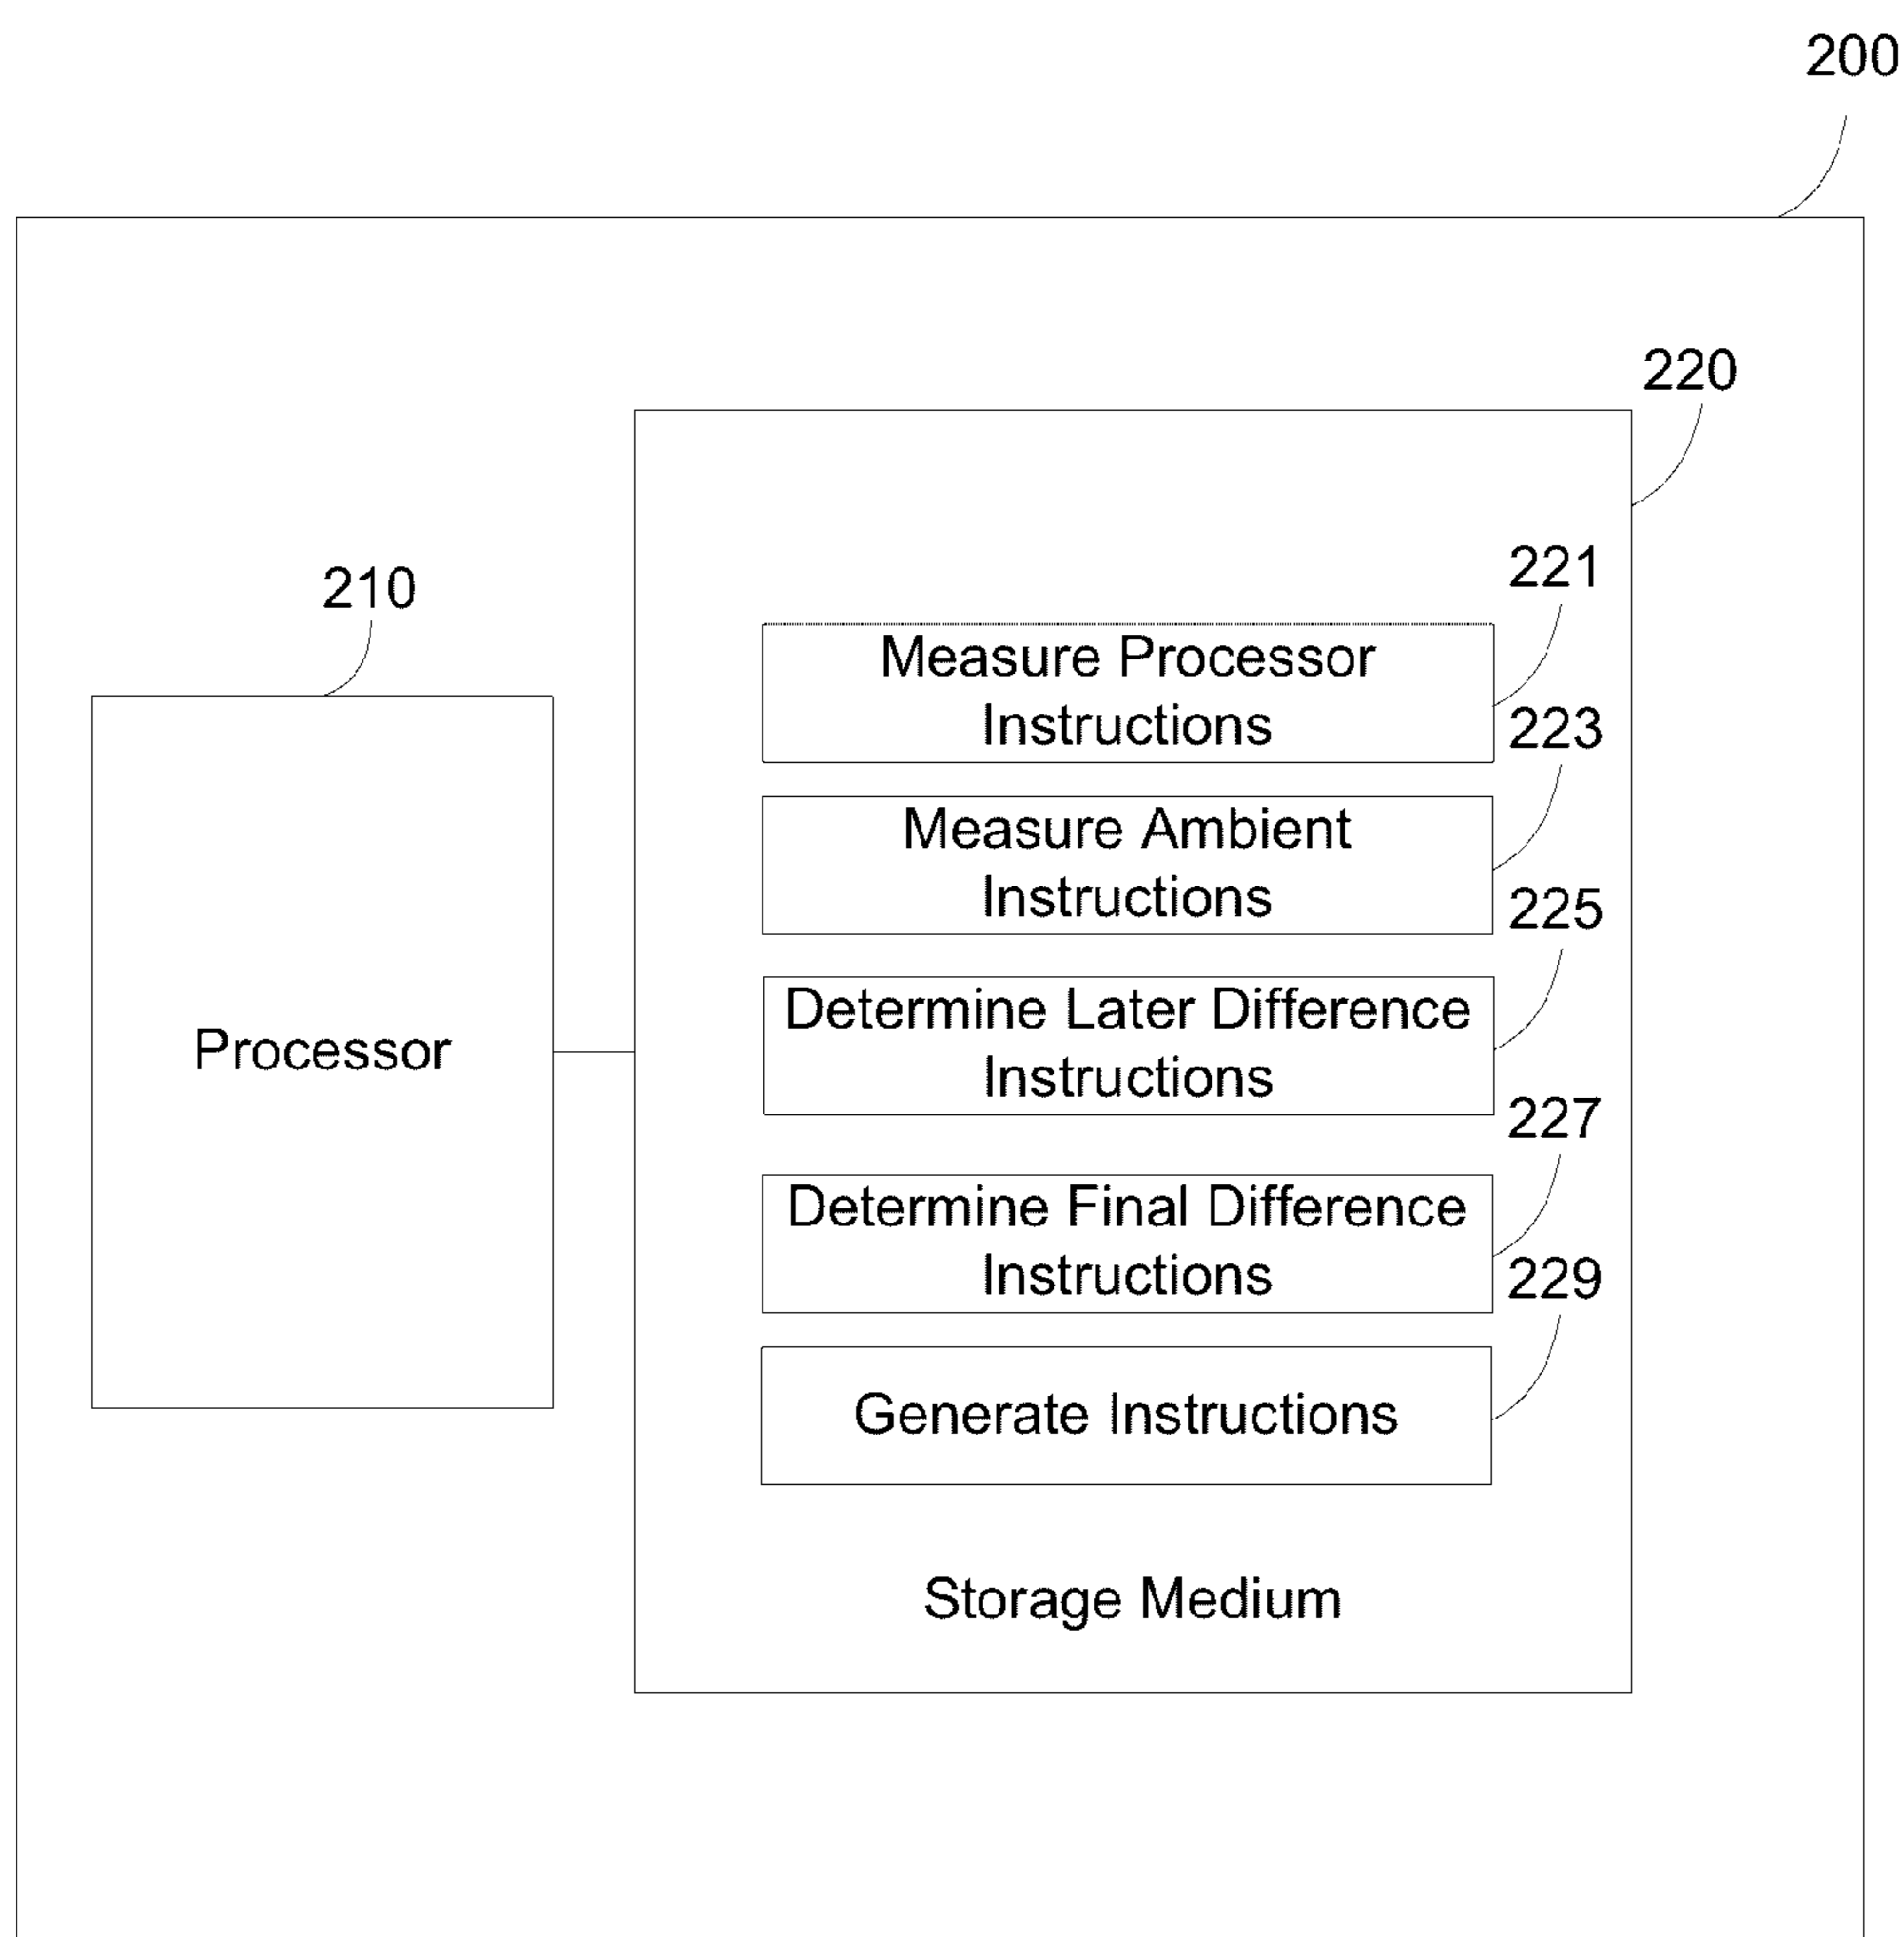 200
220
221
210
Measure Processor
Instructions
223
Measure Ambient
Instructions
225
Determine Later Difference
Instructions
Processor
227
Determine Final Difference
Instructions
229
Generate Instructions
Storage Medium